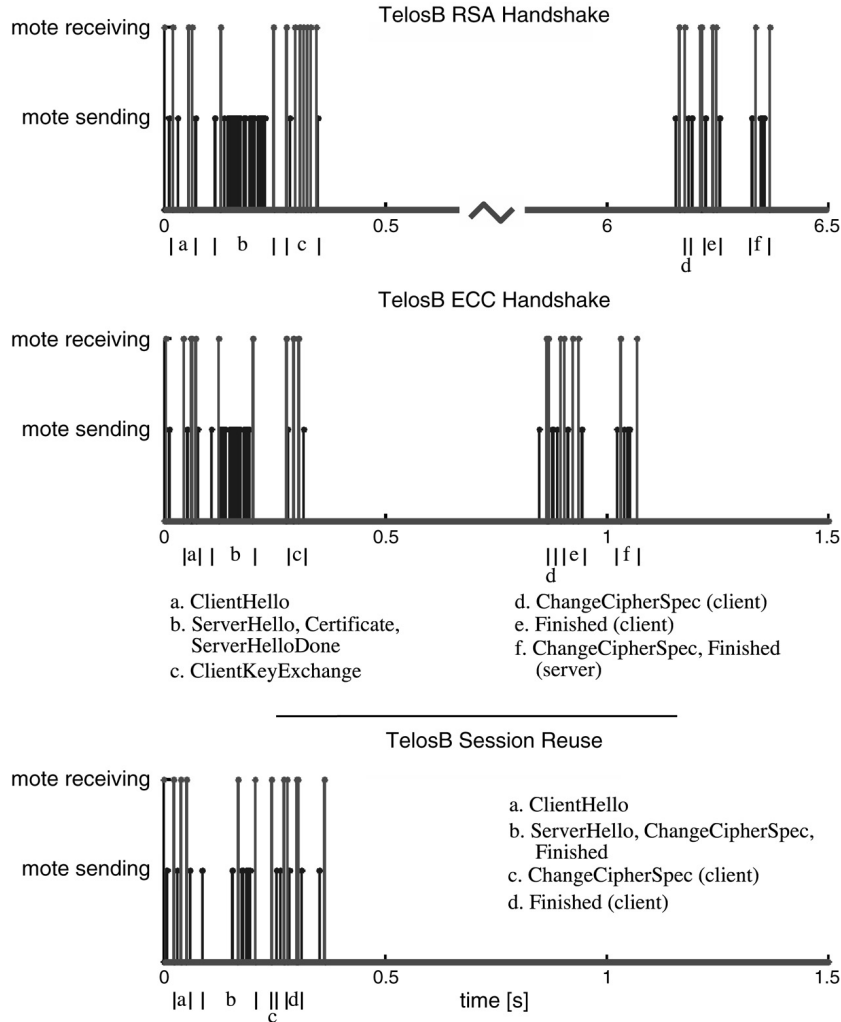 TelosB RSA Handshake
mote receiving
mote sending
0 0.5 6 6.5
a b c e f
d
TelosB ECC Handshake
mote receiving
mote sending
0 0.5 1 1.5
a b c e f
d
a. ClientHello
b. ServerHello, Certificate,
ServerHelloDone
c. ClientKeyExchange
d. ChangeCipherSpec (client)
e. Finished (client)
f. ChangeCipherSpec, Finished
(server)
TelosB Session Reuse
mote receiving
mote sending
a. ClientHello
b. ServerHello, ChangeCipherSpec,
Finished
c. ChangeCipherSpec (client)
d. Finished (client)
0 0.5 1 1.5
a b d time [s]
c